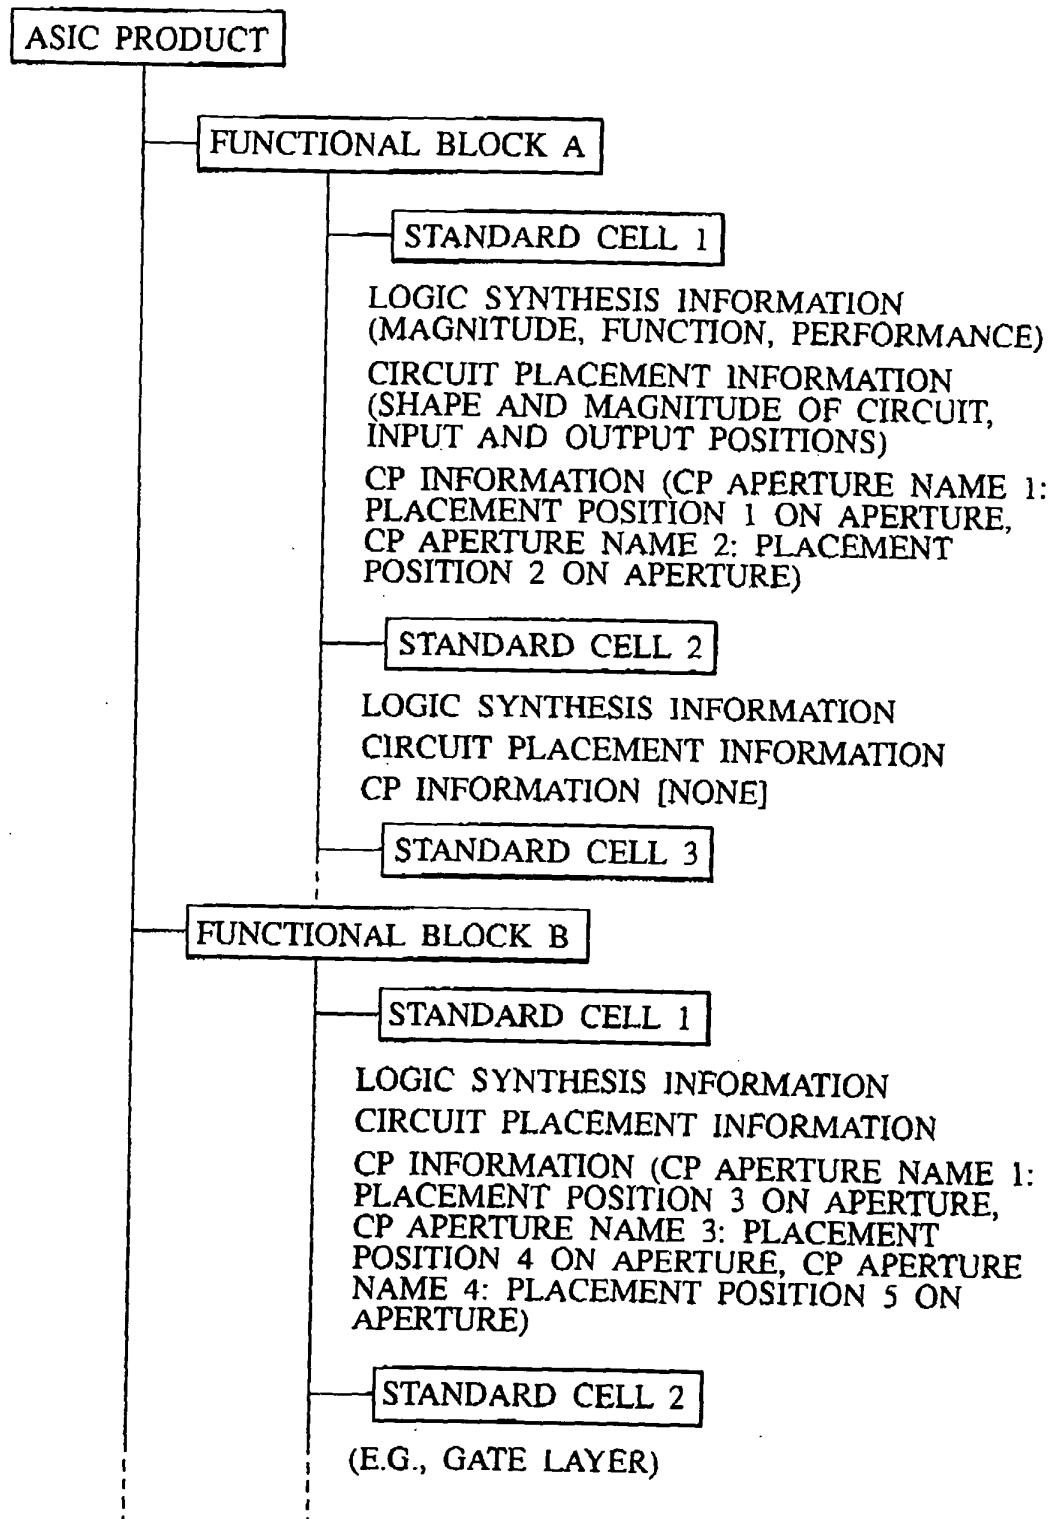 ASIC PRODUCT
FUNCTIONAL BLOCK A
STANDARD CELL 1
LOGIC SYNTHESIS INFORMATION
(MAGNITUDE, FUNCTION, PERFORMANCE)
CIRCUIT PLACEMENT INFORMATION
(SHAPE AND MAGNITUDE OF CIRCUIT,
INPUT AND OUTPUT POSITIONS)
CP INFORMATION (CP APERTURE NAME 1:
PLACEMENT POSITION 1 ON APERTURE,
CP APERTURE NAME 2: PLACEMENT
POSITION 2 ON APERTURE)
STANDARD CELL 2
LOGIC SYNTHESIS INFORMATION
CIRCUIT PLACEMENT INFORMATION
CP INFORMATION [NONE]
STANDARD CELL 3
FUNCTIONAL BLOCK B
STANDARD CELL 1
LOGIC SYNTHESIS INFORMATION
CIRCUIT PLACEMENT INFORMATION
CP INFORMATION (CP APERTURE NAME 1:
PLACEMENT POSITION 3 ON APERTURE,
CP APERTURE NAME 3: PLACEMENT
POSITION 4 ON APERTURE, CP APERTURE
NAME 4: PLACEMENT POSITION 5 ON
APERTURE)
STANDARD CELL 2
(E.G., GATE LAYER)